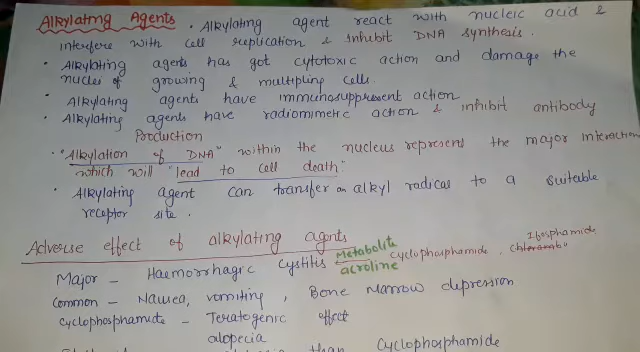 Alkylating Agents • Alkylating agent react with nucleic acid &
interfere with cell replication & Inhibit DNA synthesis.
• Alkylating agents has got cytotoxic action and damage the
nuclei of growing & multipling cells.
• Alkylating agents have immunosuppresent action
• Alkylating agents have radiomimetic action & inhibit antibody
Production
• "Alkylation of DNA" within the nucleus represent the major interaction
which will "lead to cell death"
• Alkylating agent can transfer an alkyl radical to a suitable
receptor site.
Adverse effect of alkylating agents
Major - Haemorrhagic cystitis Metabolite acroline cyclophosphamide, Ifosphamide
Common - Nausea, vomiting, Bone Marrow depression
Cyclophosphamide - Teratogenic effect
alopecia
than Cyclophosphamide